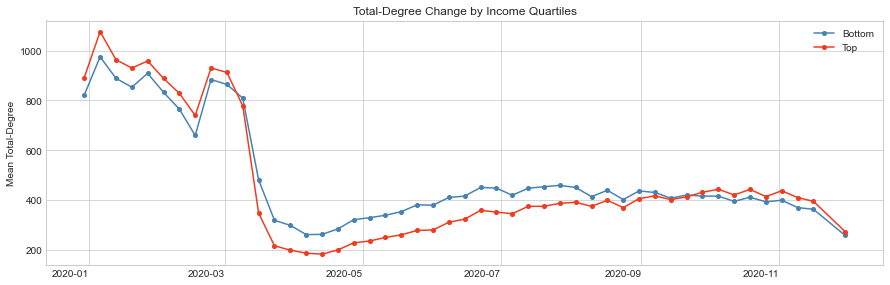 Total-Degree Change by Income Quartiles
Bottom
Top
Mean Total-Degree
1000
800
600
400
200
2020-01
2020-03
2020-05
2020-07
2020-09
2020-11